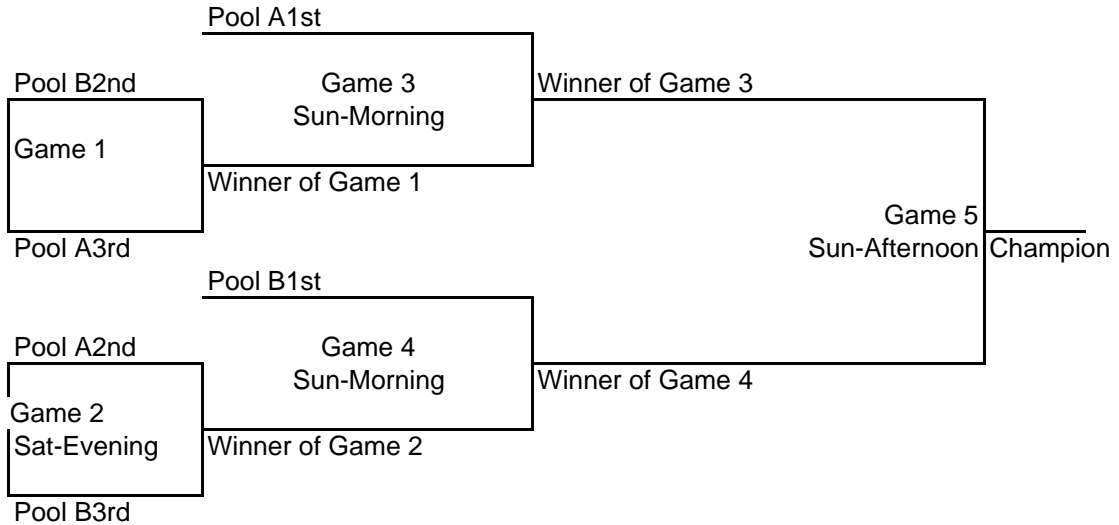 Pool A1st
Pool B2nd
Game 3
Winner of Game 3
Sun-Morning
Game 1
Winner of Game 1
Game 5
Pool A3rd
Sun-Afternoon
Champion
Pool B1st
Pool A2nd
Game 4
Sun-Morning
Winner of Game 4
Game 2
Sat-Evening
Winner of Game 2
Pool B3rd